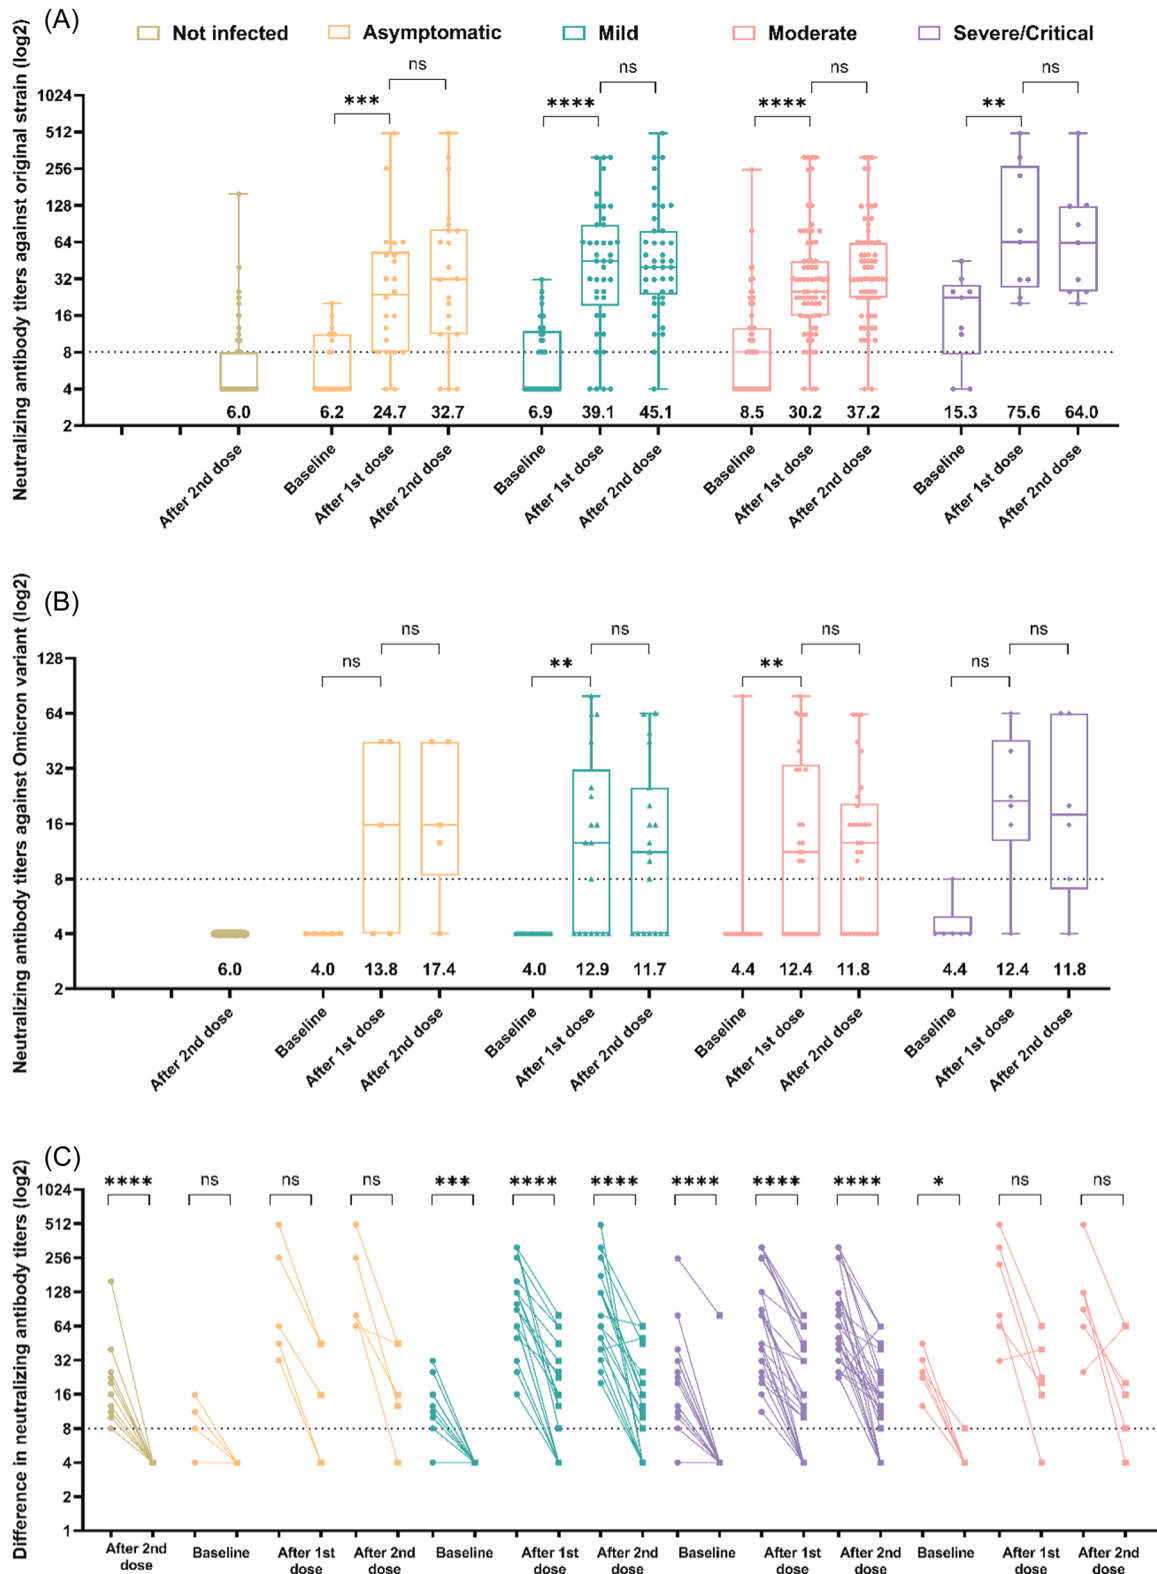 (A)
Not infected Asymptomatic Mild Moderate Severe/Critical
Neutralizing antibody titers against original strain (log2)
ns ns ns ns
*** **** **** **
1024
512
256
128
64
32
16
8
4
2
6.0 6.2 24.7 32.7 6.9 39.1 45.1 8.5 30.2 37.2 15.3 75.6 64.0
After 2nd dose Baseline After 1st dose After 2nd dose Baseline After 1st dose After 2nd dose Baseline After 1st dose After 2nd dose Baseline After 1st dose After 2nd dose
(B)
Neutralizing antibody titers against Omicron variant (log2)
ns ns ns ns
ns ** ** ns
128
64
32
16
8
4
2
6.0 4.0 13.8 17.4 4.0 12.9 11.7 4.4 12.4 11.8 4.4 12.4 11.8
After 2nd dose Baseline After 1st dose After 2nd dose Baseline After 1st dose After 2nd dose Baseline After 1st dose After 2nd dose Baseline After 1st dose After 2nd dose
(C)
Difference in neutralizing antibody titers (log2)
**** ns ns ns *** **** **** **** **** **** * ns ns
1024
512
256
128
64
32
16
8
4
2
1
After 2nd dose Baseline After 1st dose After 2nd dose Baseline After 1st dose After 2nd dose Baseline After 1st dose After 2nd dose Baseline After 1st dose After 2nd dose